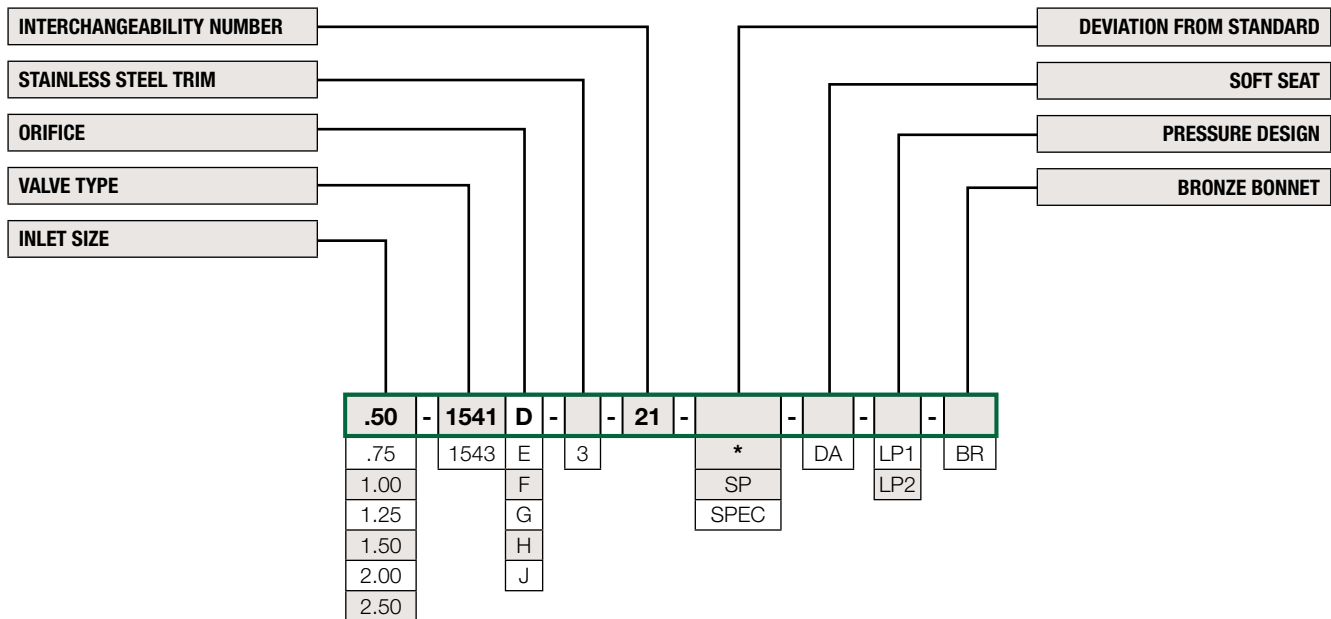 INTERCHANGEABILITY NUMBER
STAINLESS STEEL TRIM
ORIFICE
VALVE TYPE
INLET SIZE
DEVIATION FROM STANDARD
SOFT SEAT
PRESSURE DESIGN
BRONZE BONNET
.50 - 1541 D - - 21 - - - -
.75 1543 E 3 * DA LP1 BR
1.00 F SP LP2
1.25 G SPEC
1.50 H
2.00 J
2.50